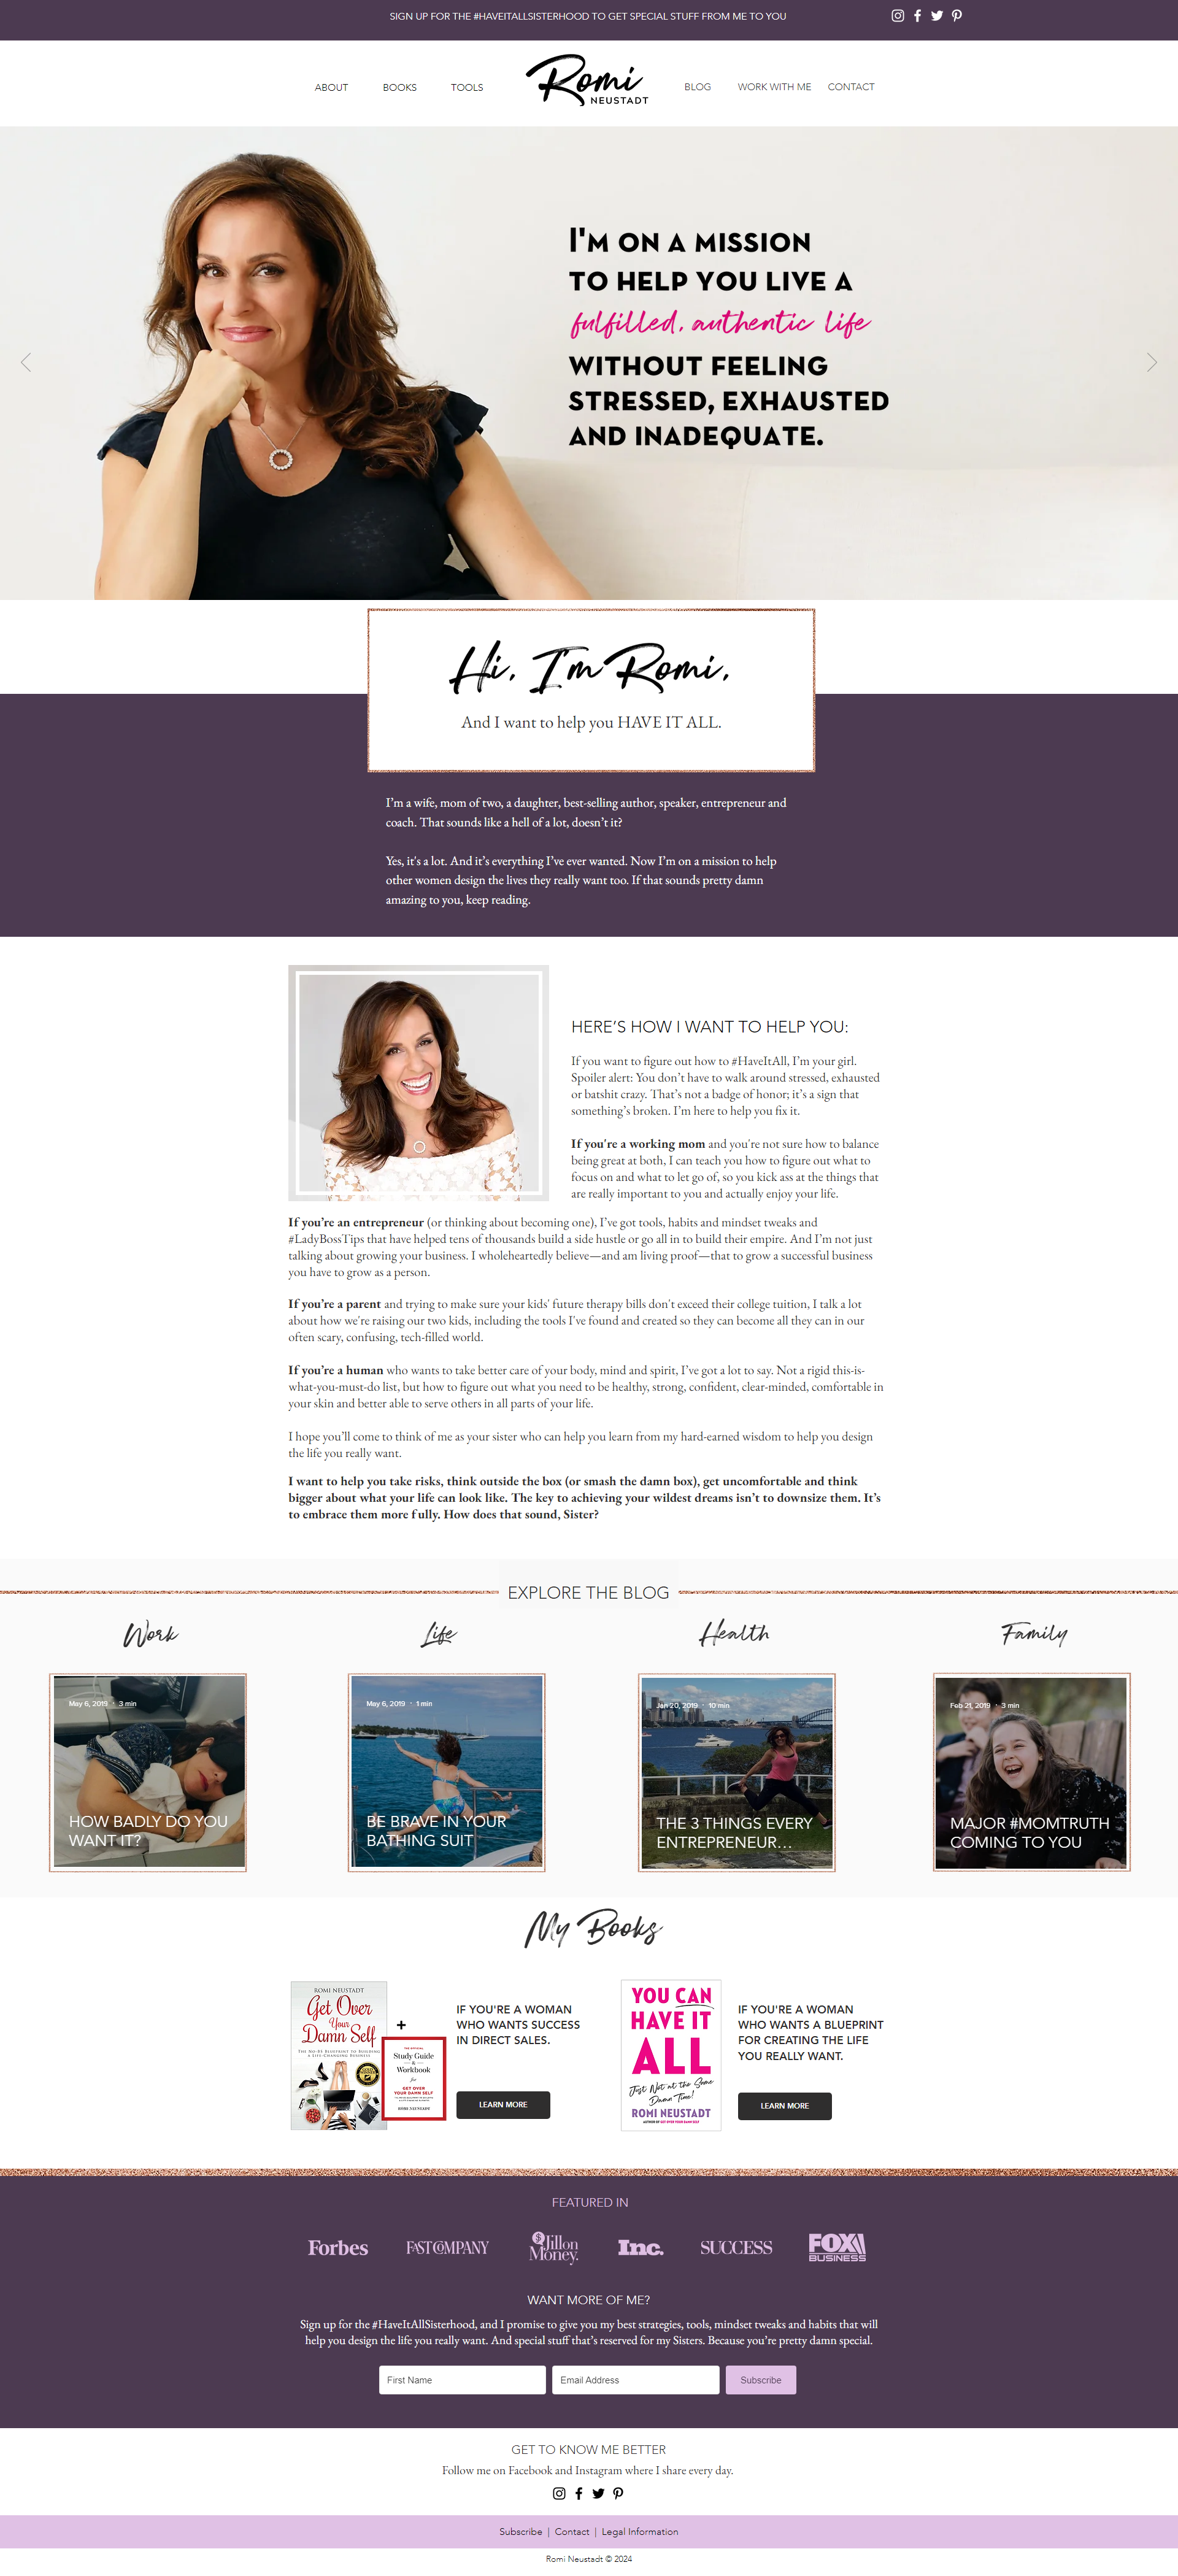 SIGN UP FOR THE #HAVEITALLSISTERHOOD TO GET SPECIAL STUFF FROM ME TO YOU
ABOUT BOOKS TOOLS
Romi
NEUSTADT
BLOG WORK WITH ME CONTACT
I'M ON A MISSION
TO HELP YOU LIVE A
fulfilled, authentic life
WITHOUT FEELING
STRESSED, EXHAUSTED
AND INADEQUATE.
Hi, I'm Romi,
And I want to help you HAVE IT ALL.
I’m a wife, mom of two, a daughter, best-selling author, speaker, entrepreneur and
coach. That sounds like a hell of a lot, doesn’t it?
Yes, it's a lot. And it’s everything I’ve ever wanted. Now I’m on a mission to help
other women design the lives they really want too. If that sounds pretty damn
amazing to you, keep reading.
HERE’S HOW I WANT TO HELP YOU:
If you want to figure out how to #HaveItAll, I’m your girl.
Spoiler alert: You don’t have to walk around stressed, exhausted
or batshit crazy. That’s not a badge of honor; it’s a sign that
something’s broken. I’m here to help you fix it.
If you're a working mom and you're not sure how to balance
being great at both, I can teach you how to figure out what to
focus on and what to let go of, so you kick ass at the things that
are really important to you and actually enjoy your life.
If you’re an entrepreneur (or thinking about becoming one), I’ve got tools, habits and mindset tweaks and
#LadyBossTips that have helped tens of thousands build a side hustle or go all in to build their empire. And I’m not just
talking about growing your business. I wholeheartedly believe—and am living proof—that to grow a successful business
you have to grow as a person.
If you’re a parent and trying to make sure your kids' future therapy bills don't exceed their college tuition, I talk a lot
about how we're raising our two kids, including the tools I've found and created so they can become all they can in our
often scary, confusing, tech-filled world.
If you’re a human who wants to take better care of your body, mind and spirit, I’ve got a lot to say. Not a rigid this-is-
what-you-must-do list, but how to figure out what you need to be healthy, strong, confident, clear-minded, comfortable in
your skin and better able to serve others in all parts of your life.
I hope you’ll come to think of me as your sister who can help you learn from my hard-earned wisdom to help you design
the life you really want.
I want to help you take risks, think outside the box (or smash the damn box), get uncomfortable and think
bigger about what your life can look like. The key to achieving your wildest dreams isn’t to downsize them. It’s
to embrace them more fully. How does that sound, Sister?
EXPLORE THE BLOG
Work
Life
Health
Family
May 6, 2019 · 3 min
HOW BADLY DO YOU
WANT IT?
May 6, 2019 · 1 min
BE BRAVE IN YOUR
BATHING SUIT
Jan 20, 2019 · 10 min
THE 3 THINGS EVERY
ENTREPRENEUR…
Feb 21, 2019 · 3 min
MAJOR #MOMTRUTH
COMING TO YOU
My Books
ROMI NEUSTADT
Get Over
Your
Damn Self
THE NO-BS BLUEPRINT TO BUILDING
A LIFE-CHANGING BUSINESS
+
THE OFFICIAL
Study Guide
&
Workbook
for
GET OVER
YOUR DAMN SELF
ROMI NEUSTADT
IF YOU'RE A WOMAN
WHO WANTS SUCCESS
IN DIRECT SALES.
LEARN MORE
YOU CAN
HAVE IT
ALL
Just Not at the Same
Damn Time!
ROMI NEUSTADT
AUTHOR OF GET OVER YOUR DAMN SELF
IF YOU'RE A WOMAN
WHO WANTS A BLUEPRINT
FOR CREATING THE LIFE
YOU REALLY WANT.
LEARN MORE
FEATURED IN
Forbes
FAST COMPANY
$ Jillon
Money.
Inc.
SUCCESS
FOX
BUSINESS
WANT MORE OF ME?
Sign up for the #HaveItAllSisterhood, and I promise to give you my best strategies, tools, mindset tweaks and habits that will
help you design the life you really want. And special stuff that’s reserved for my Sisters. Because you’re pretty damn special.
First Name
Email Address
Subscribe
GET TO KNOW ME BETTER
Follow me on Facebook and Instagram where I share every day.
Subscribe | Contact | Legal Information
Romi Neustadt © 2024